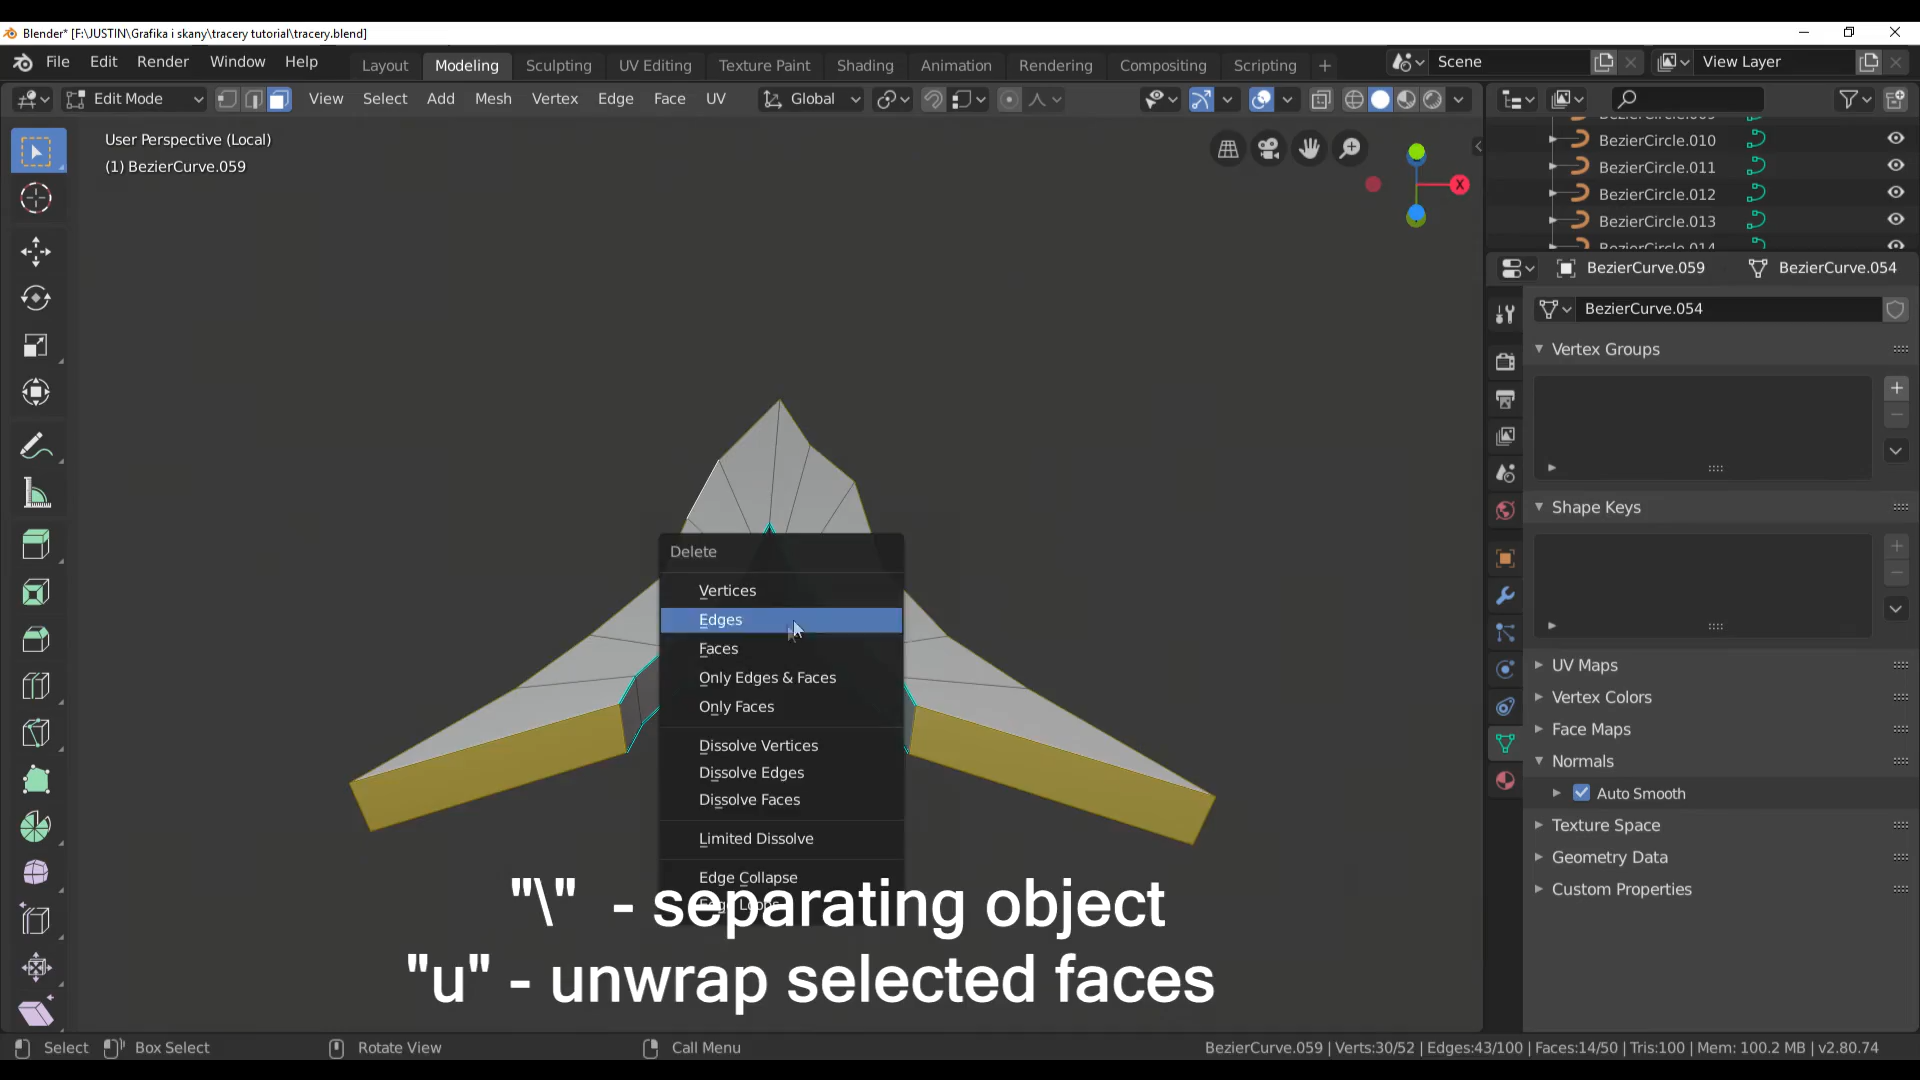 Blender* [F:\JUSTIN\Grafika i skany\tracery tutorial\tracery.blend]
File Edit Render Window Help Layout Modeling Sculpting UV Editing Texture Paint Shading Animation Rendering Compositing Scripting + Scene View Layer
Edit Mode View Select Add Mesh Vertex Edge Face UV Global
User Perspective (Local)
(1) BezierCurve.059
X
BezierCircle.010
BezierCircle.011
BezierCircle.012
BezierCircle.013
BezierCircle.014
BezierCurve.059 BezierCurve.054
BezierCurve.054
Vertex Groups
Shape Keys
UV Maps
Vertex Colors
Face Maps
Normals
Auto Smooth
Texture Space
Geometry Data
Custom Properties
Delete
Vertices
Edges
Faces
Only Edges & Faces
Only Faces
Dissolve Vertices
Dissolve Edges
Dissolve Faces
Limited Dissolve
Edge Collapse
"\" - separating object
"u" - unwrap selected faces
Select Box Select Rotate View Call Menu BezierCurve.059 | Verts:30/52 | Edges:43/100 | Faces:14/50 | Tris:100 | Mem: 100.2 MB | v2.80.74